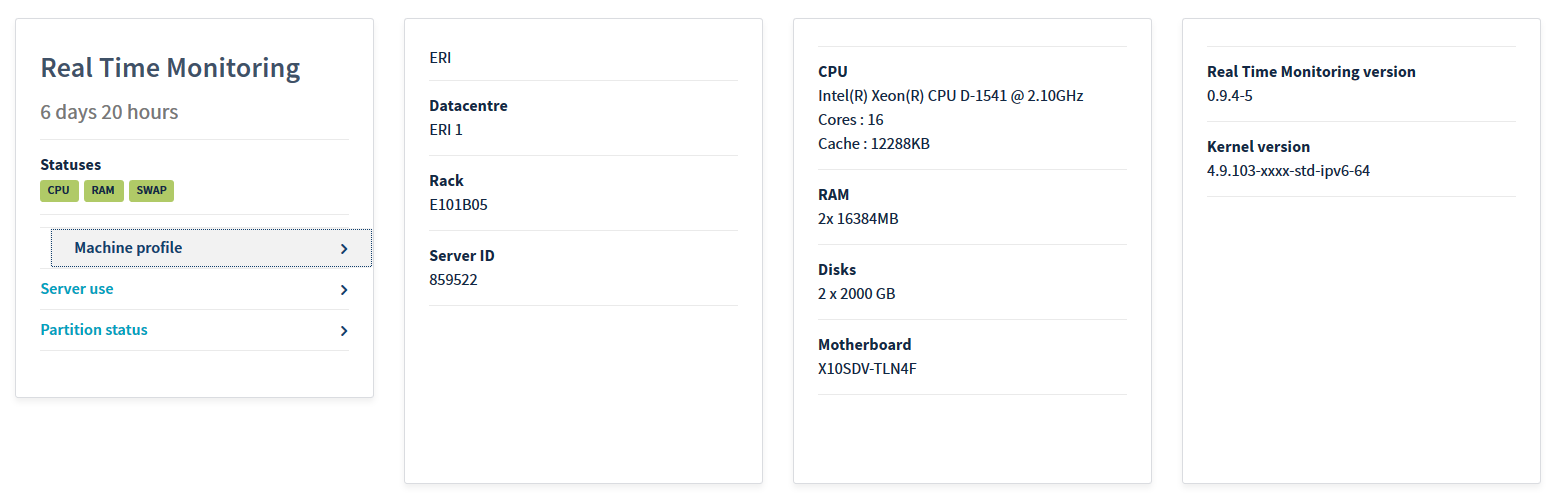 Real Time Monitoring
6 days 20 hours
Statuses
CPU RAM SWAP
Machine profile
Server use
Partition status
ERI
Datacentre
ERI 1
Rack
E101B05
Server ID
859522
CPU
Intel(R) Xeon(R) CPU D-1541 @ 2.10GHz
Cores : 16
Cache : 12288KB
RAM
2x 16384MB
Disks
2 x 2000 GB
Motherboard
X10SDV-TLN4F
Real Time Monitoring version
0.9.4-5
Kernel version
4.9.103-xxxx-std-ipv6-64